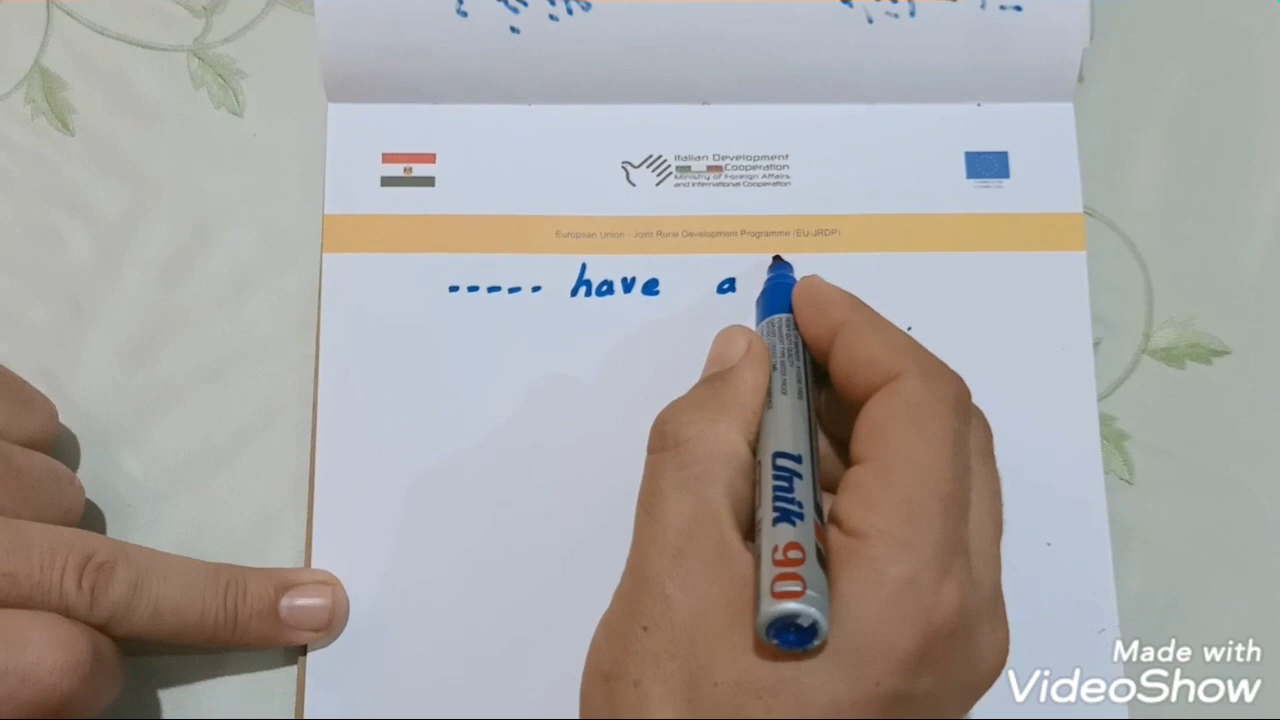 Italian Development
Cooperation
Ministry of Foreign Affairs
and International Cooperation
European Union - Joint Rural Development Programme (EU-JRDP)
----- have a
Unik 90
Made with
VideoShow